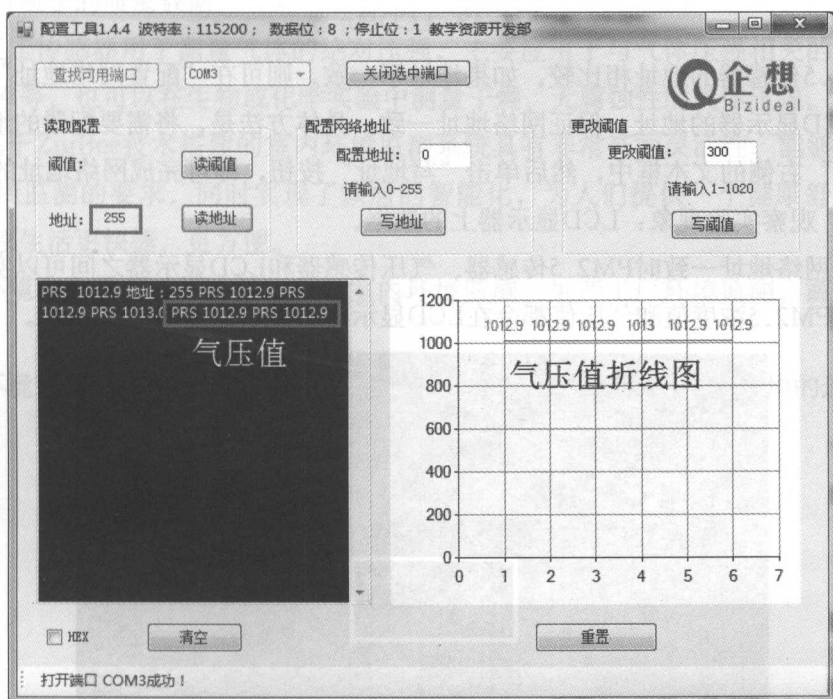 配置工具1.4.4 波特率：115200； 数据位：8 ；停止位：1 教学资源开发部
查找可用端口 COM3 关闭选中端口
企想
Bizideal
读取配置 配置网络地址 更改阈值
阈值： 读阈值 配置地址： 0 更改阈值： 300
请输入0-255 请输入1-1020
地址： 255 读地址 写地址 写阈值
PRS 1012.9 地址：255 PRS 1012.9 PRS
1012.9 PRS 1013.0 PRS 1012.9 PRS 1012.9
气压值
1200
1012.9 1012.9 1012.9 1013 1012.9 1012.9
1000
气压值折线图
800
600
400
200
0
0 1 2 3 4 5 6 7
HEX 清空 重置
打开端口 COM3成功！